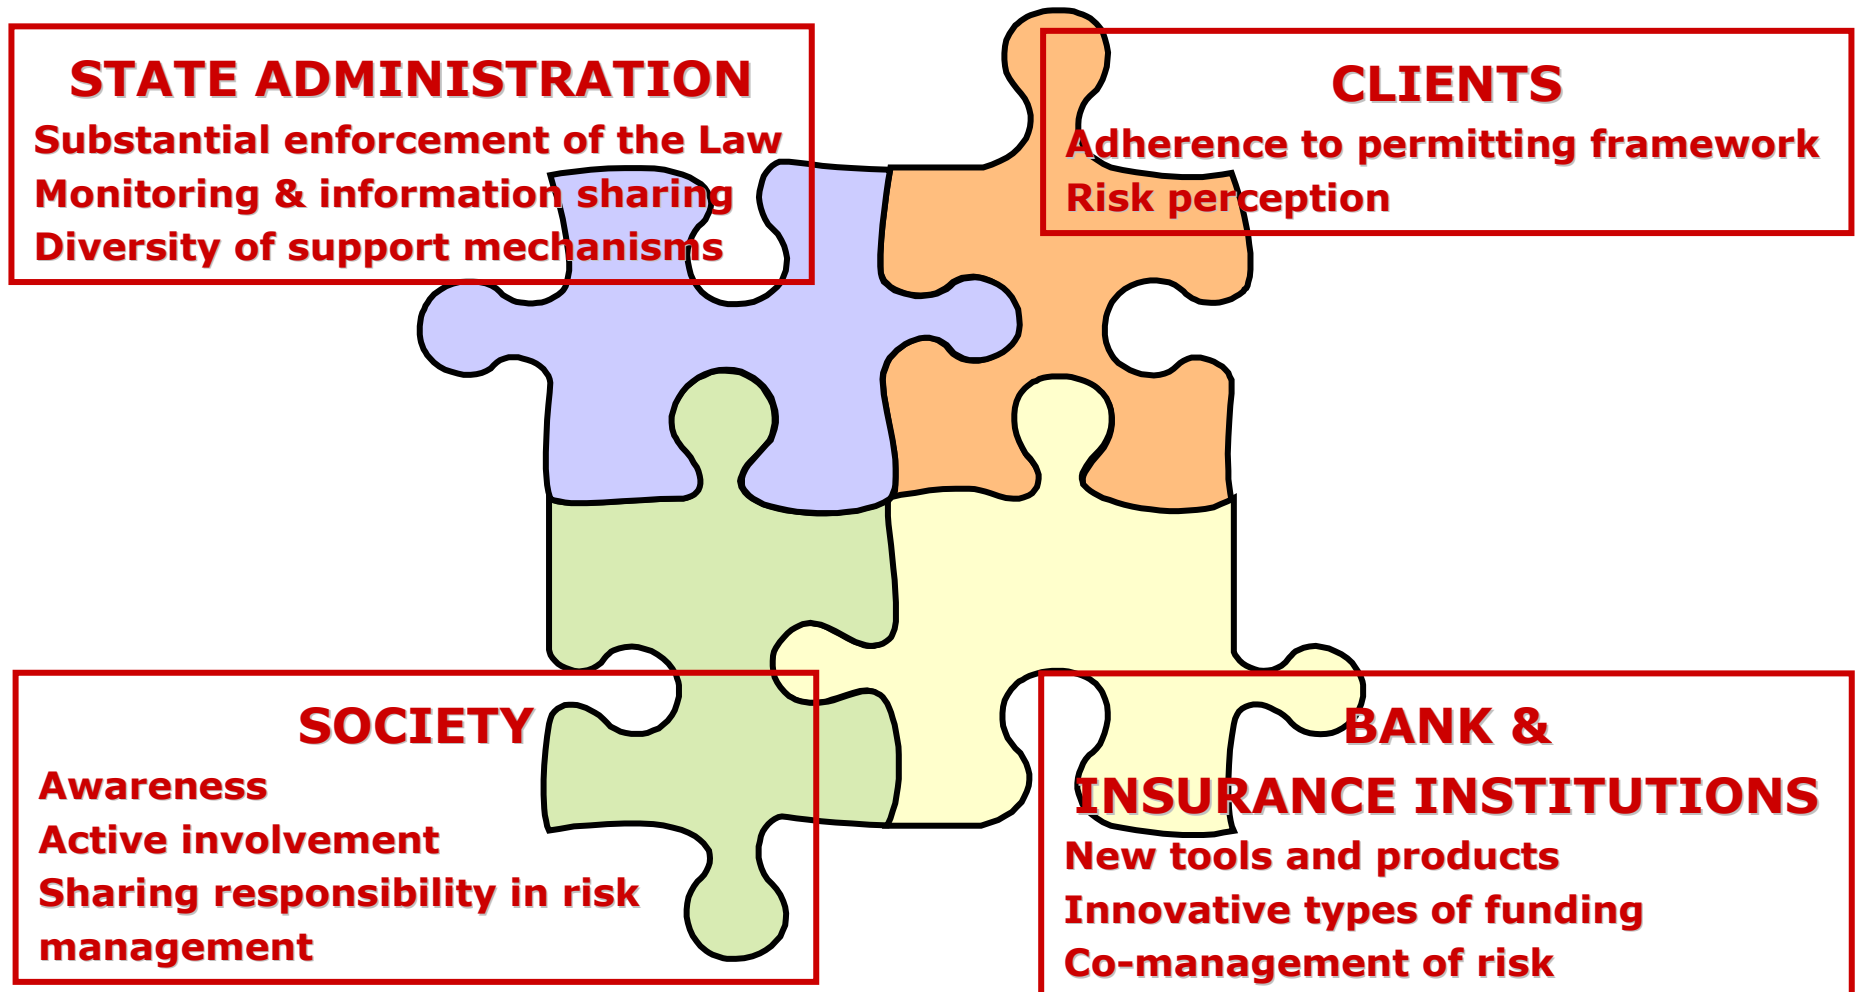 STATE ADMINISTRATION
Substantial enforcement of the Law
Monitoring & information sharing
Diversity of support mechanisms
CLIENTS
Adherence to permitting framework
Risk perception
SOCIETY
Awareness
Active involvement
Sharing responsibility in risk
management
BANK &
INSURANCE INSTITUTIONS
New tools and products
Innovative types of funding
Co-management of risk